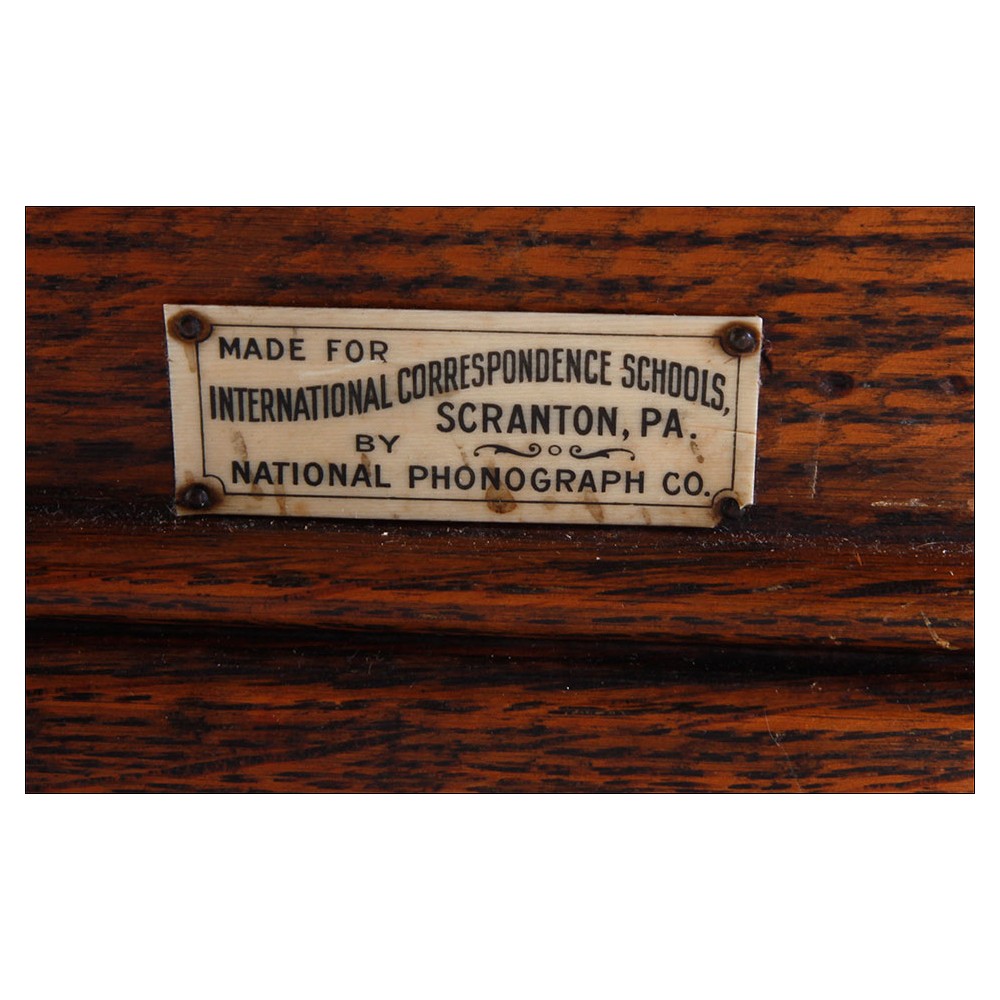 MADE FOR
INTERNATIONAL CORRESPONDENCE SCHOOLS,
SCRANTON, PA.
BY
NATIONAL PHONOGRAPH CO.